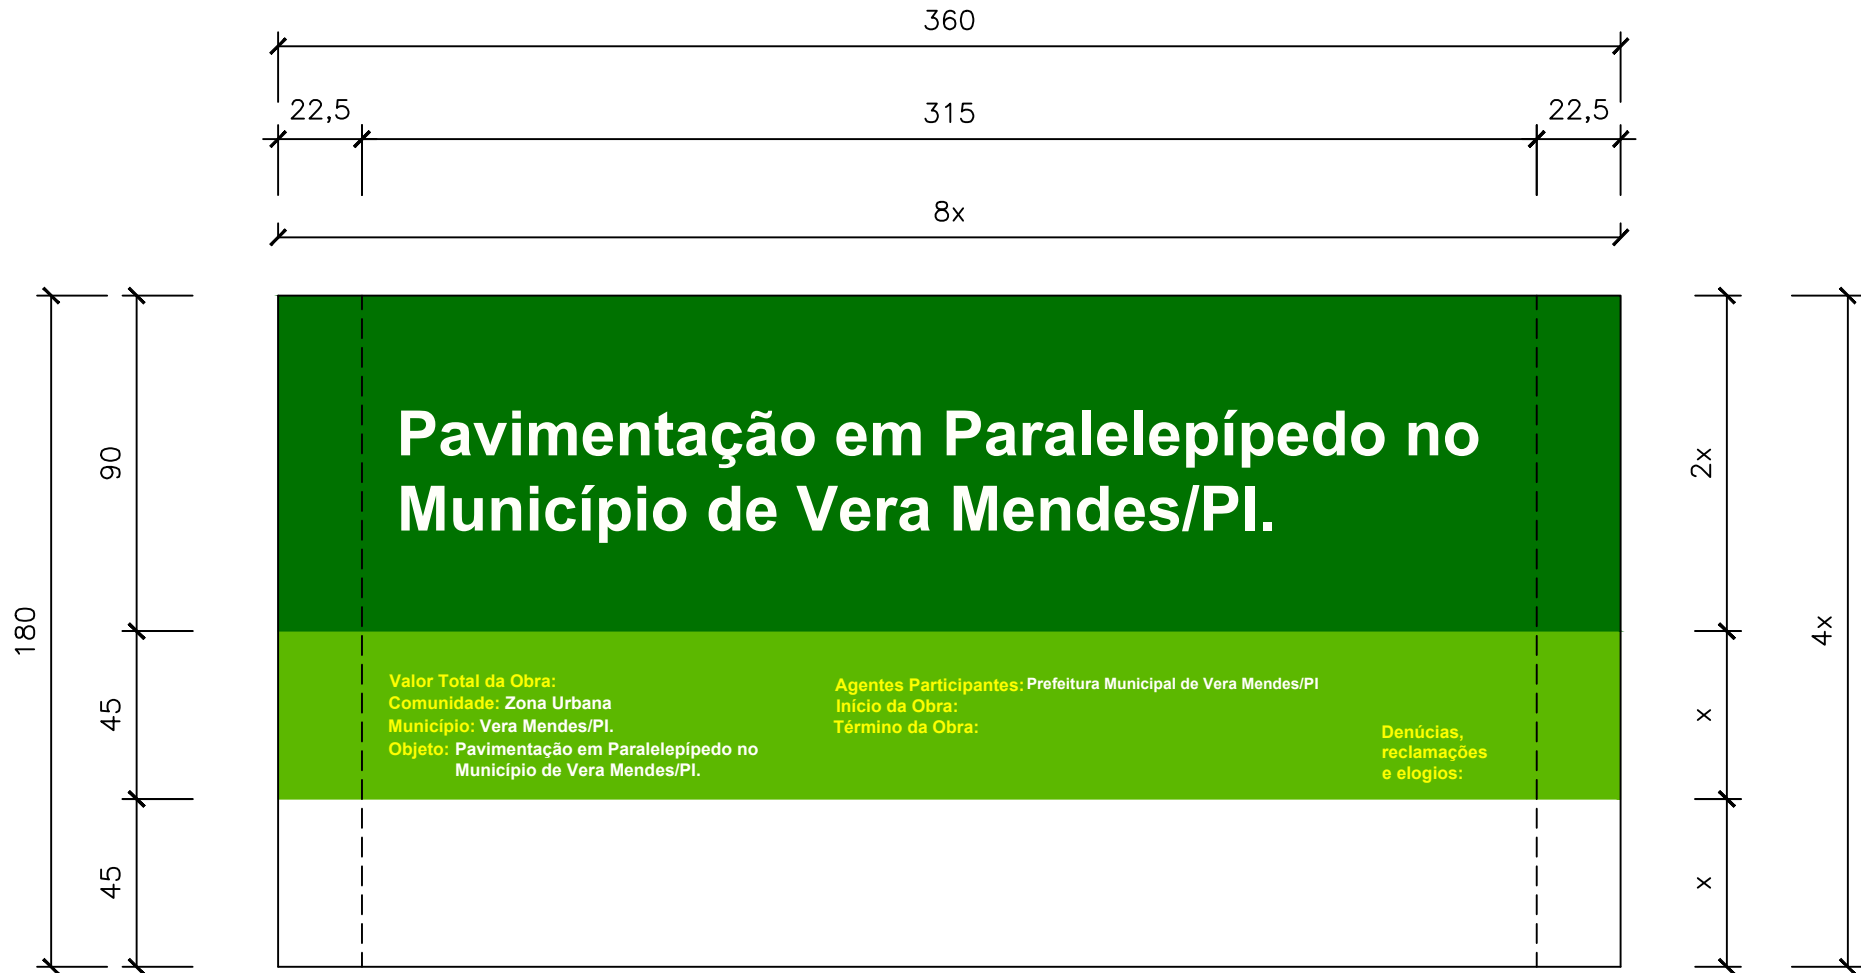 360
22,5
315
22,5
8x
Pavimentação em Paralelepípedo no
Município de Vera Mendes/PI.
180
90
45
45
2x
x
x
4x
Valor Total da Obra:
Comunidade: Zona Urbana
Município: Vera Mendes/PI.
Objeto: Pavimentação em Paralelepípedo no
Município de Vera Mendes/PI.
Agentes Participantes: Prefeitura Municipal de Vera Mendes/PI
Início da Obra:
Término da Obra:
Denúcias,
reclamações
e elogios: